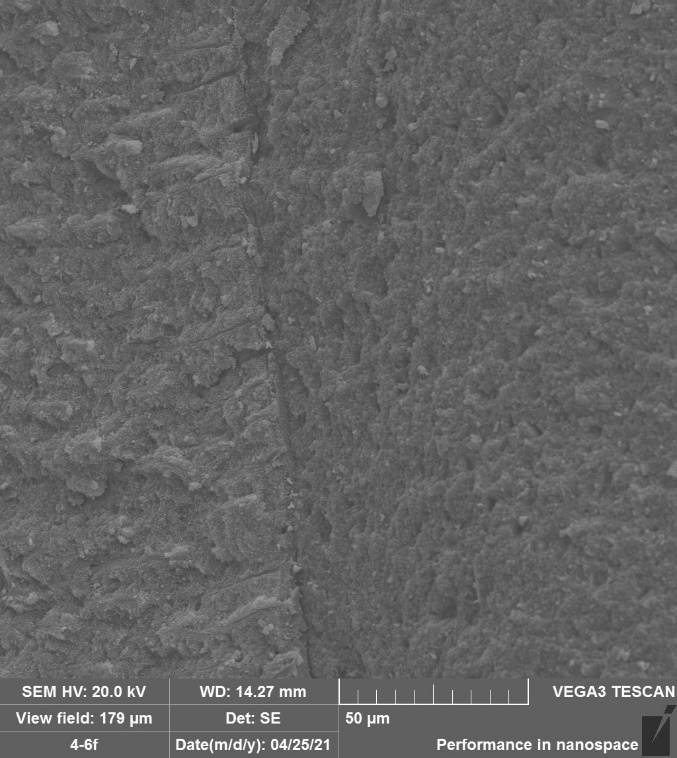 SEM HV: 20.0 kV WD: 14.27 mm VEGA3 TESCAN
View field: 179 µm Det: SE 50 µm
4-6f Date(m/d/y): 04/25/21 Performance in nanospace